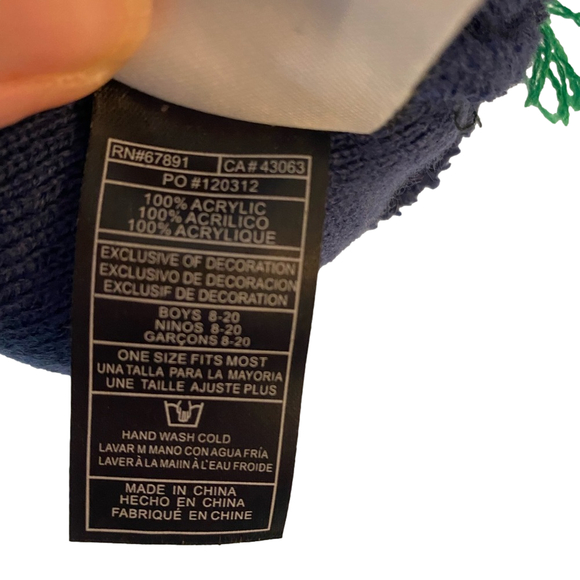 RN#67891 CA# 43063
PO #120312
100% ACRYLIC
100% ACRILICO
100% ACRYLIQUE
EXCLUSIVE OF DECORATION
EXCLUSIVO DE DECORACION
EXCLUSIF DE DECORATION
BOYS 8-20
NINOS 8-20
GARÇONS 8-20
ONE SIZE FITS MOST
UNA TALLA PARA LA MAYORIA
UNE TAILLE AJUSTE PLUS
HAND WASH COLD
LAVAR M MANO CON AGUA FRÍA
LAVER À LA MAIIN À L'EAU FROIDE
MADE IN CHINA
HECHO EN CHINA
FABRIQUÉ EN CHINE